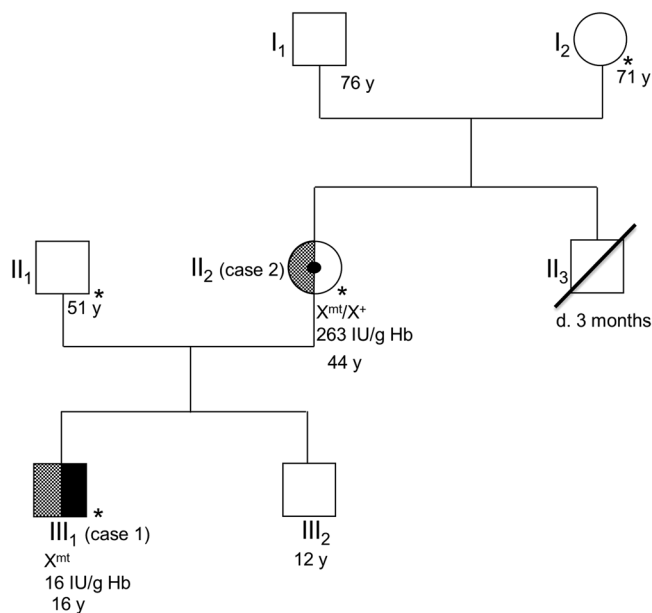 I1
I2
*
76 y
71 y
II1
II2 (case 2)
II3
*
51 y
*
Xmt/X+
263 IU/g Hb
44 y
d. 3 months
*
III1 (case 1)
III2
Xmt
16 IU/g Hb
16 y
12 y